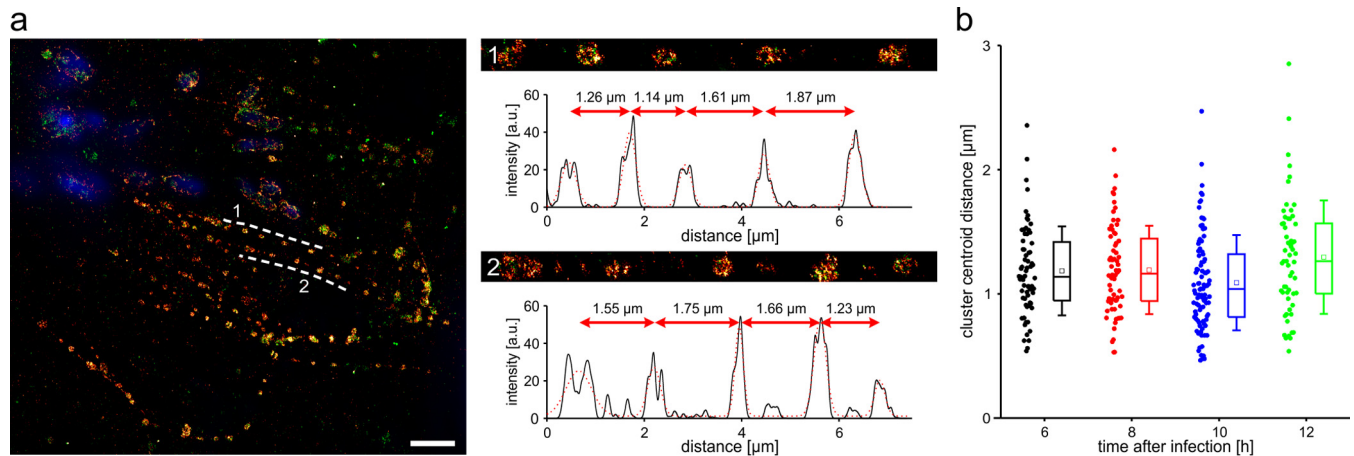 a
1
2
1
1.26 µm 1.14 µm 1.61 µm 1.87 µm
60
40
20
0
intensity [a.u.]
0 2 4 6
distance [µm]
2
1.55 µm 1.75 µm 1.66 µm 1.23 µm
60
40
20
0
intensity [a.u.]
0 2 4 6
distance [µm]
b
3
2
1
0
cluster centroid distance [µm]
6 8 10 12
time after infection [h]